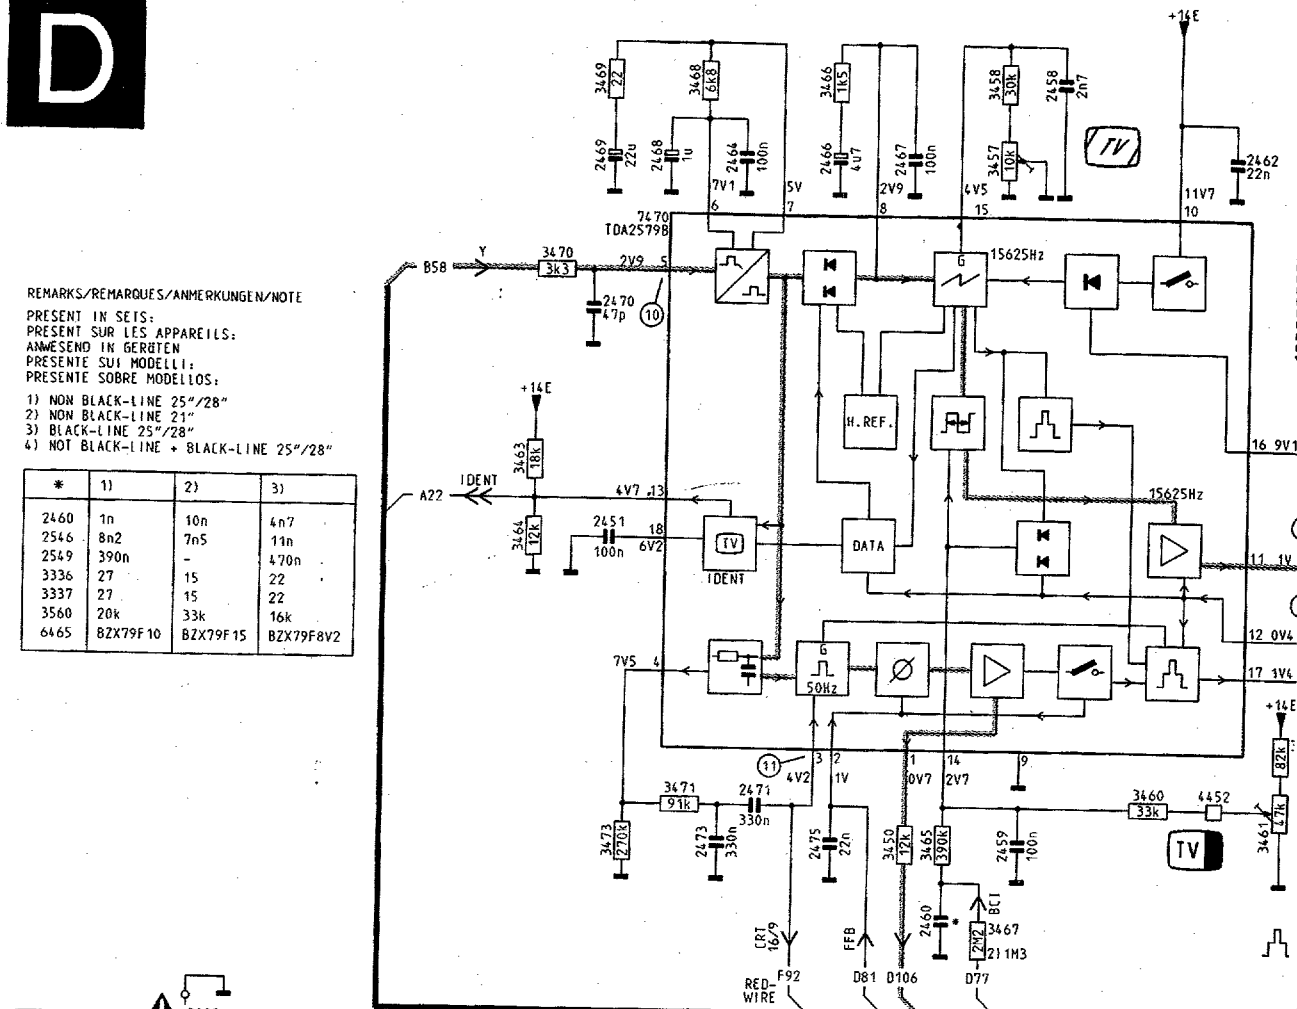 D
+14E
3469
22
3468
6k8
3466
1k5
3458
30k
2458
2n7
2469
22u
2468
1u
2464
100n
2466
4u7
2467
100n
3457
10k
TV
2462
22n
7V1
5V
2V9
4V5
11V7
6
7
8
15
10
7470
TDA2579B
B58
Y
3470
3k3
2V9
5
G
15625Hz
2470
47p
10
REMARKS/REMARQUES/ANMERKUNGEN/NOTE
PRESENT IN SETS:
PRESENT SUR LES APPAREILS:
ANWESEND IN GERÄTEN
PRESENTE SUI MODELLI:
PRESENTE SOBRE MODELLOS:
1) NON BLACK-LINE 25"/28"
2) NON BLACK-LINE 21"
3) BLACK-LINE 25"/28"
4) NOT BLACK-LINE + BLACK-LINE 25"/28"
* 1) 2) 3)
2460 1n 10n 4n7
2546 8n2 7n5 11n
2549 390n - 470n
3336 27 15 22
3337 27 15 22
3560 20k 33k 16k
6465 BZX79F10 BZX79F15 BZX79F8V2
+14E
3463
18k
H.REF.
16 9V1
A22
IDENT
4V7
13
15625Hz
3464
12k
2451
100n
18
6V2
TV
IDENT
DATA
11 1V
12 0V4
7V5 4
G
50Hz
17 3V4
+14E
11
3
4V2
2
1V
1
0V7
14
2V7
9
82k
3471
91k
2471
330n
3460
33k
4452
3461
47k
3473
270k
2473
330n
2475
22n
3450
12k
3465
390k
2459
100n
TV
CRT
16/9
FFB
2460
*
BCI
3467
2M2
2)1M3
RED-
WIRE
F92
D81
D106
D77